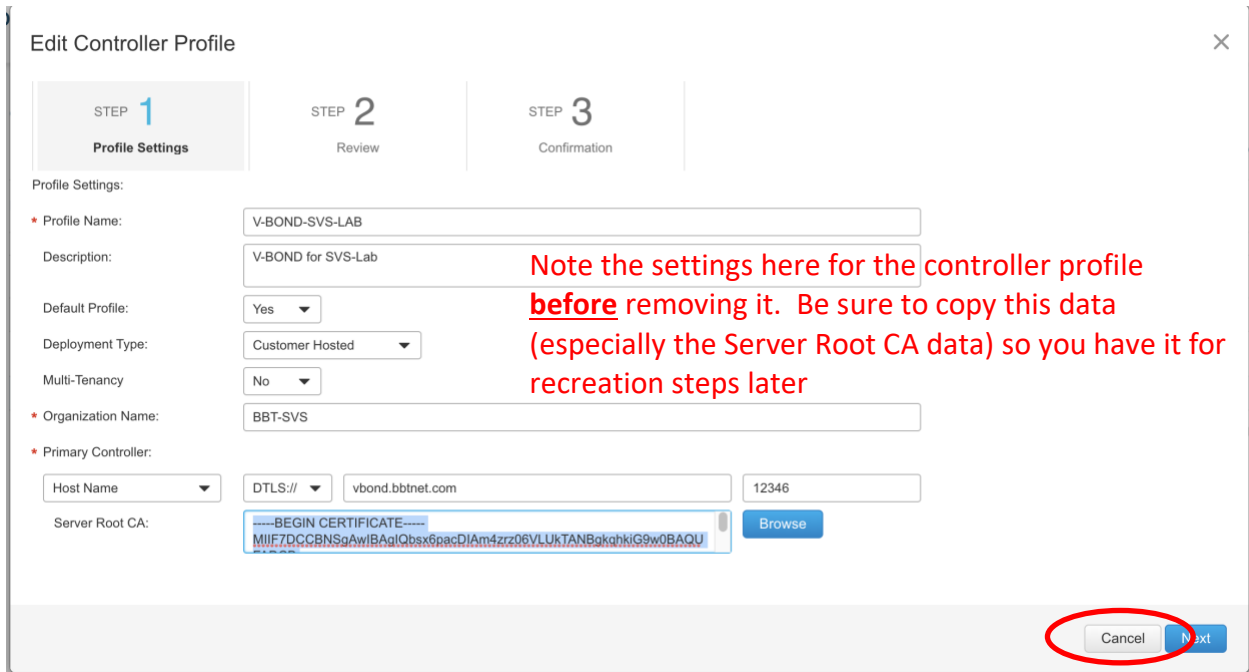 Edit Controller Profile
STEP 1
Profile Settings
STEP 2
Review
STEP 3
Confirmation
Profile Settings:
* Profile Name: V-BOND-SVS-LAB
Description: V-BOND for SVS-Lab
Note the settings here for the controller profile
before removing it. Be sure to copy this data
(especially the Server Root CA data) so you have it for
recreation steps later
Default Profile: Yes
Deployment Type: Customer Hosted
Multi-Tenancy No
* Organization Name: BBT-SVS
* Primary Controller:
Host Name DTLS:// vbond.bbtnet.com 12346
Server Root CA: -----BEGIN CERTIFICATE----- Browse
MIIF7DCCBNSgAwIBAgIQbsx6pacDIAm4zrz06VLUkTANBgkqhkiG9w0BAQU
Cancel Next